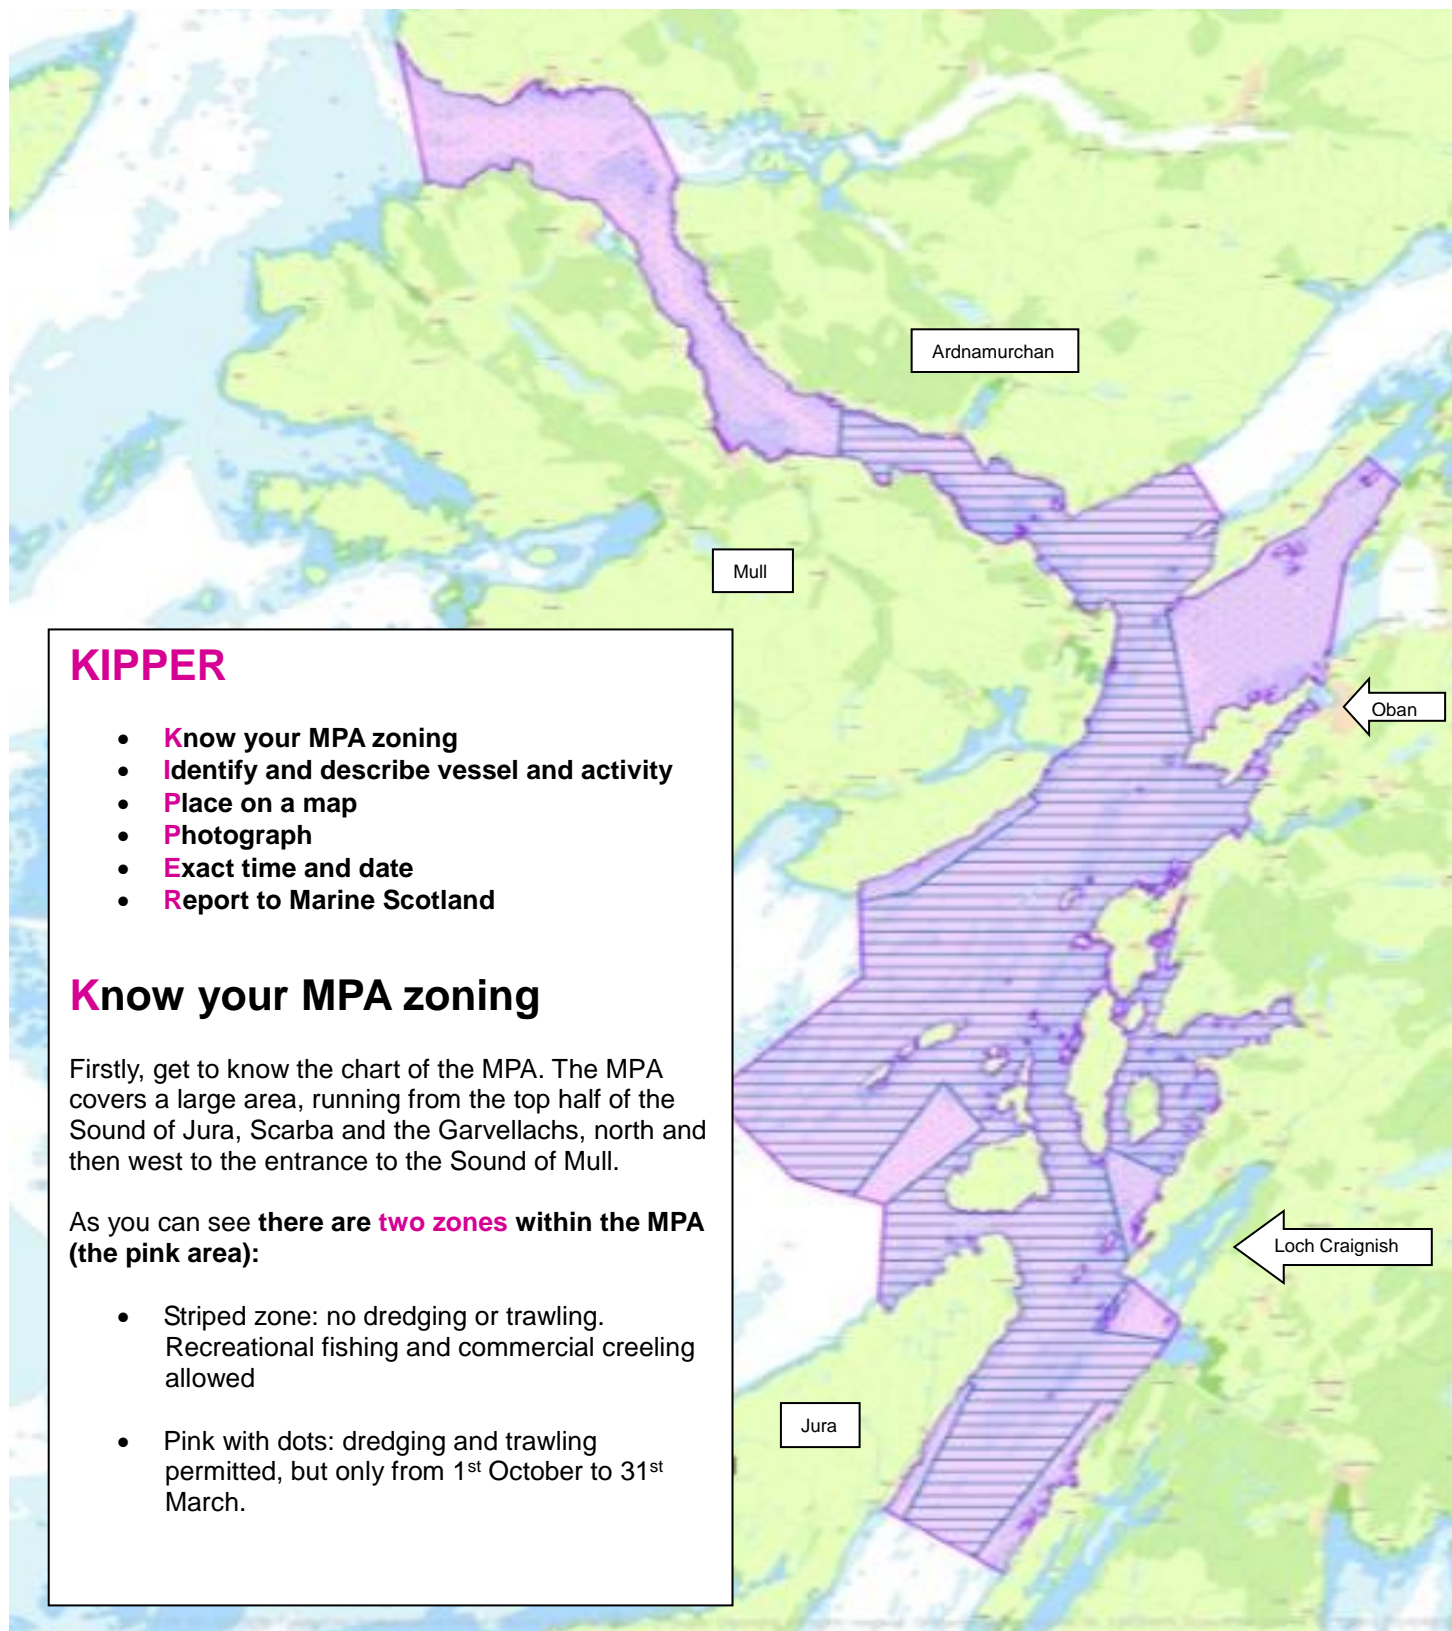 Ardnamurchan
Mull
Oban
Loch Craignish
Jura
KIPPER
• Know your MPA zoning
• Identify and describe vessel and activity
• Place on a map
• Photograph
• Exact time and date
• Report to Marine Scotland
Know your MPA zoning
Firstly, get to know the chart of the MPA. The MPA
covers a large area, running from the top half of the
Sound of Jura, Scarba and the Garvellachs, north and
then west to the entrance to the Sound of Mull.
As you can see there are two zones within the MPA
(the pink area):
• Striped zone: no dredging or trawling.
Recreational fishing and commercial creeling
allowed
• Pink with dots: dredging and trawling
permitted, but only from 1st October to 31st
March.